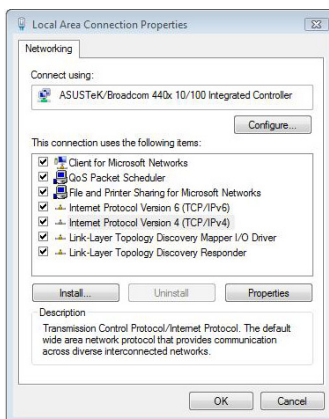 Local Area Connection Properties
Networking
Connect using:
ASUSTeK/Broadcom 440x 10/100 Integrated Controller
Configure...
This connection uses the following items:
Client for Microsoft Networks
QoS Packet Scheduler
File and Printer Sharing for Microsoft Networks
Internet Protocol Version 6 (TCP/IPv6)
Internet Protocol Version 4 (TCP/IPv4)
Link-Layer Topology Discovery Mapper I/O Driver
Link-Layer Topology Discovery Responder
Install... Uninstall Properties
Description
Transmission Control Protocol/Internet Protocol. The default
wide area network protocol that provides communication
across diverse interconnected networks.
OK Cancel